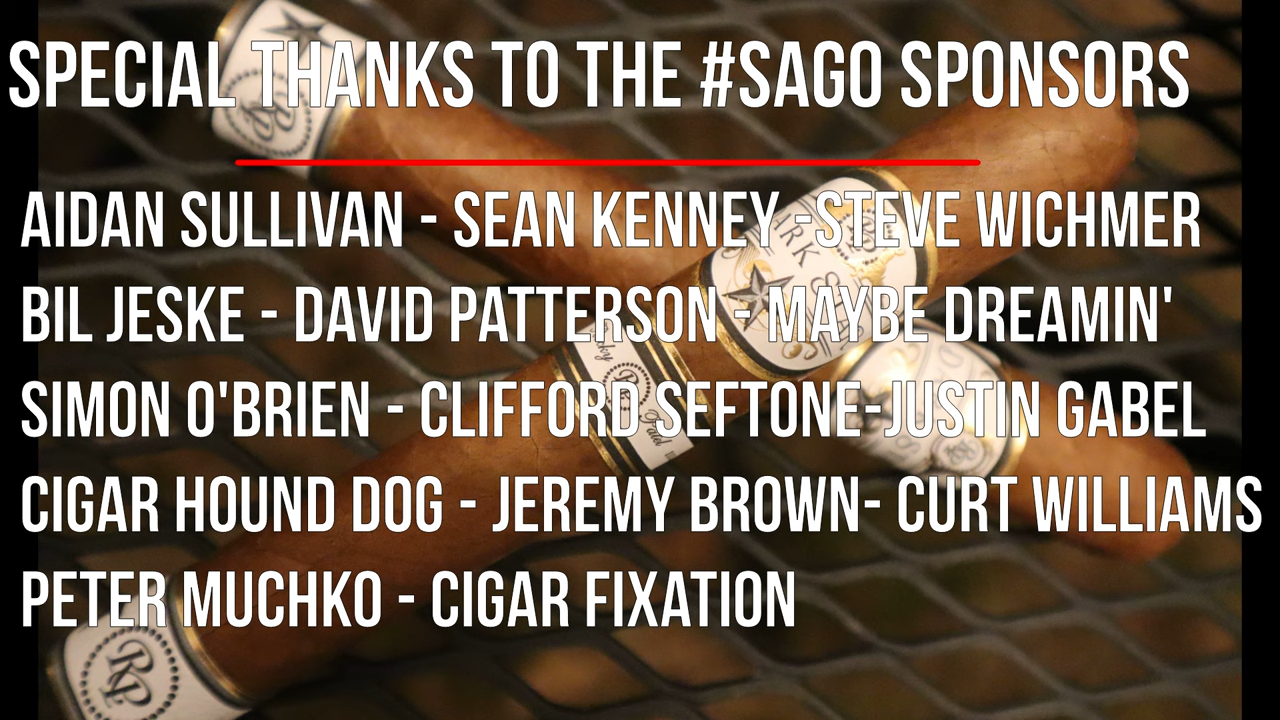 SPECIAL THANKS TO THE #SAGO SPONSORS
AIDAN SULLIVAN - SEAN KENNEY -STEVE WICHMER
BIL JESKE - DAVID PATTERSON - MAYBE DREAMIN'
SIMON O'BRIEN - CLIFFORD SEFTONE-JUSTIN GABEL
CIGAR HOUND DOG - JEREMY BROWN- CURT WILLIAMS
PETER MUCHKO - CIGAR FIXATION
RP